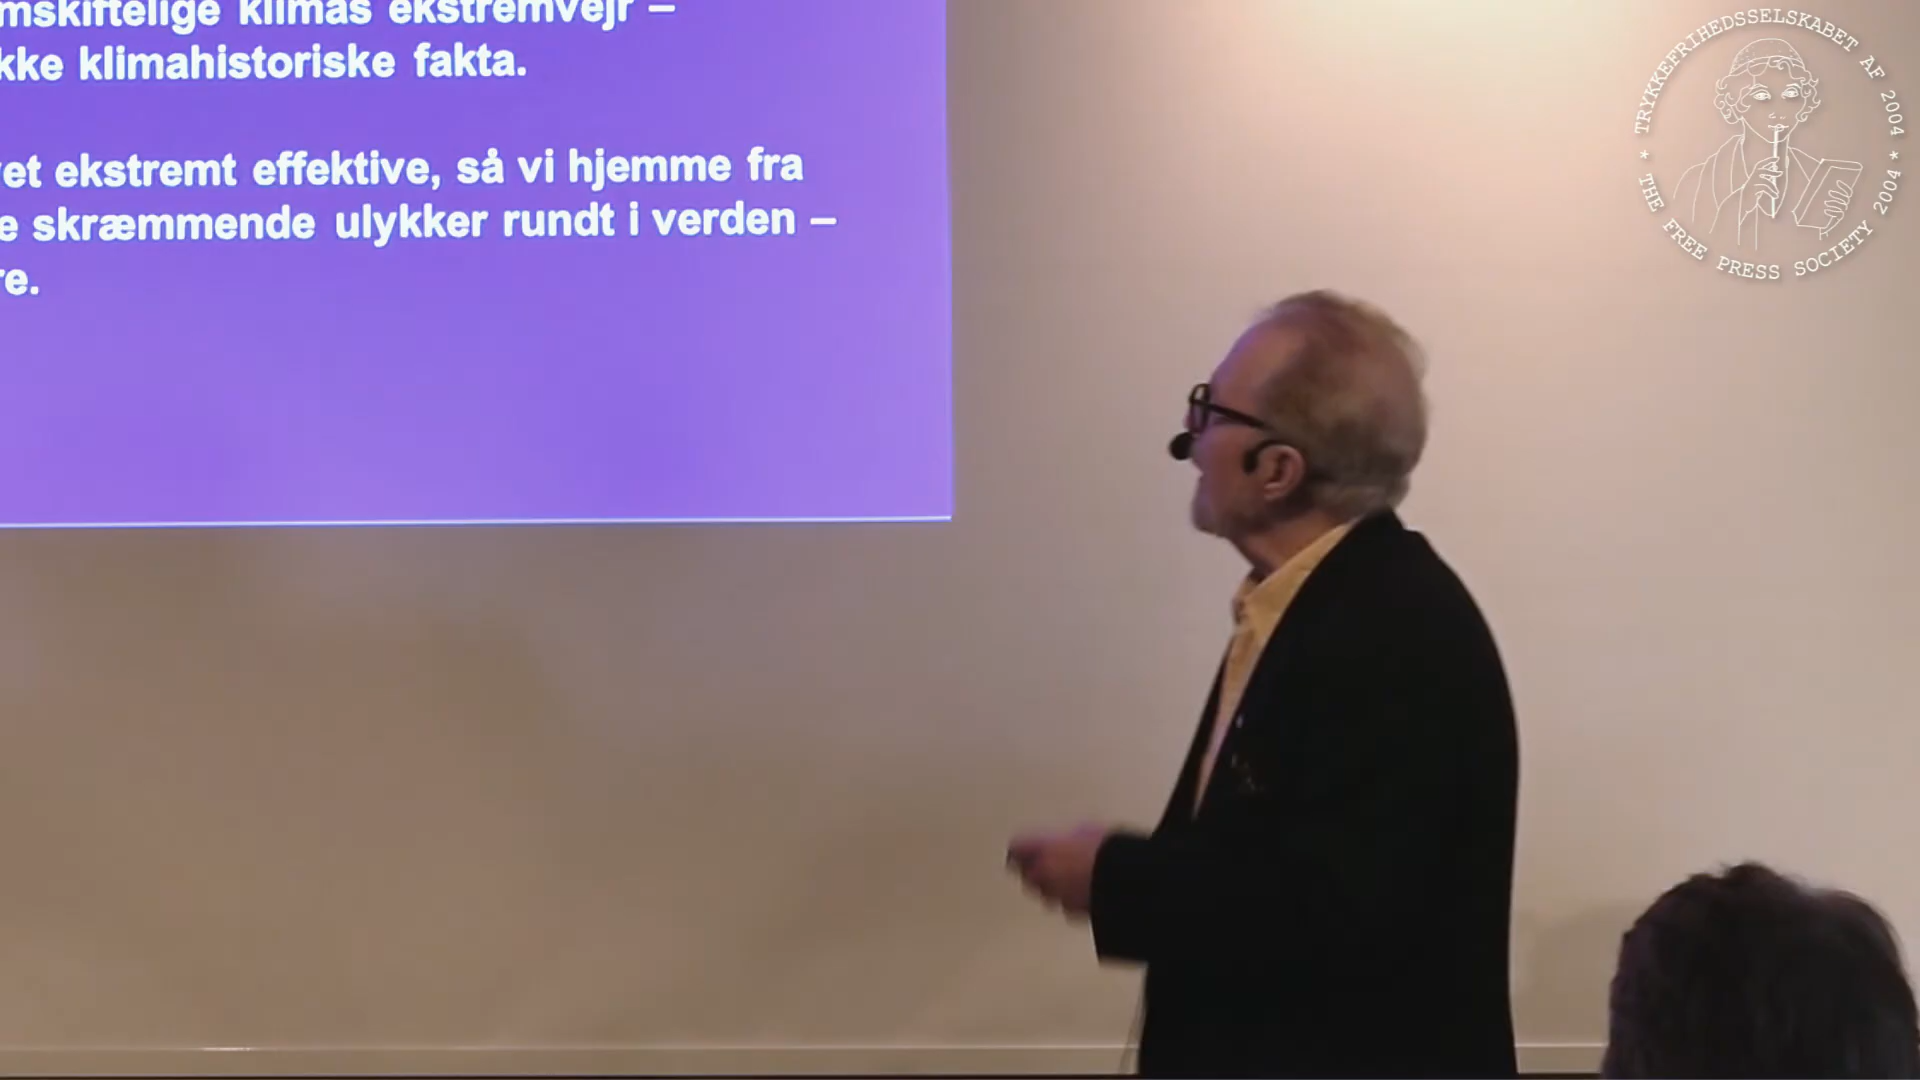 mskiftelige klimas ekstremvejr –
kke klimahistoriske fakta.
et ekstremt effektive, så vi hjemme fra
e skræmmende ulykker rundt i verden –
re.
TRYKKEFRIHEDSSELSKABET AF 2004 * THE FREE PRESS SOCIETY 2004 *